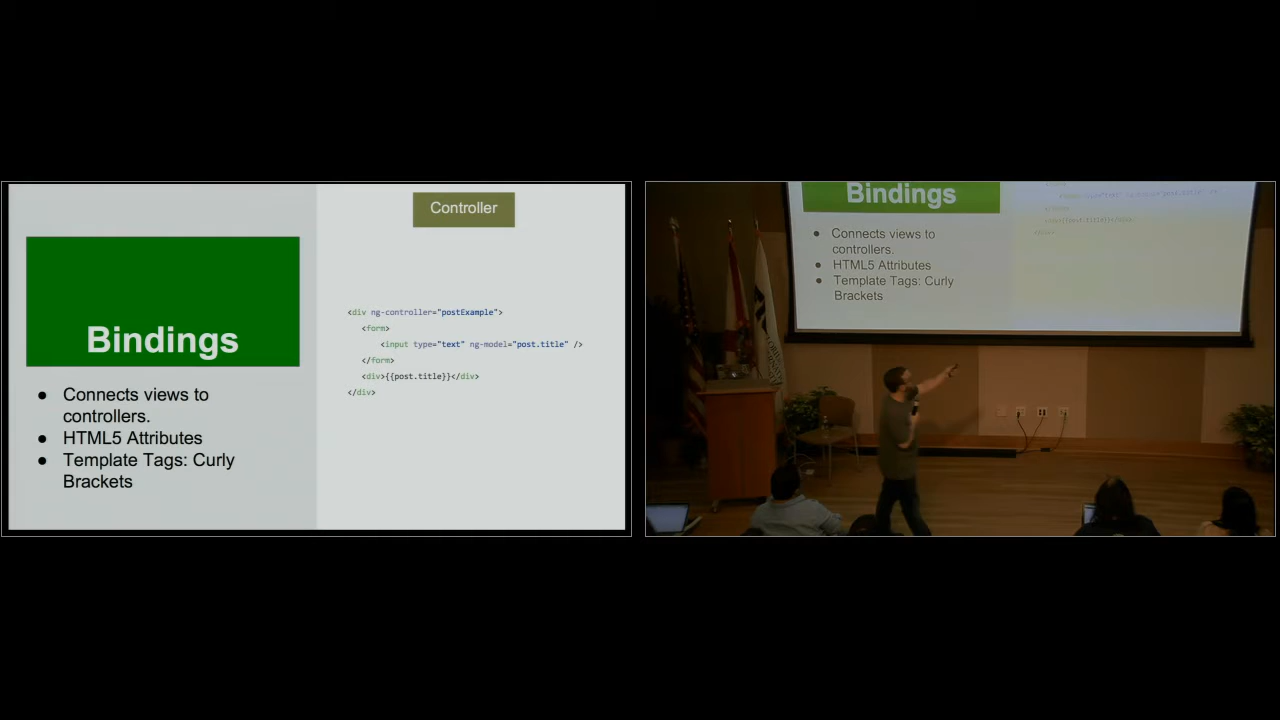 Controller
Bindings
● Connects views to
controllers.
● HTML5 Attributes
● Template Tags: Curly
Brackets
<div ng-controller="postExample">
<form>
<input type="text" ng-model="post.title" />
</form>
<div>{{post.title}}</div>
</div>
Bindings
● Connects views to
controllers.
● HTML5 Attributes
● Template Tags: Curly
Brackets